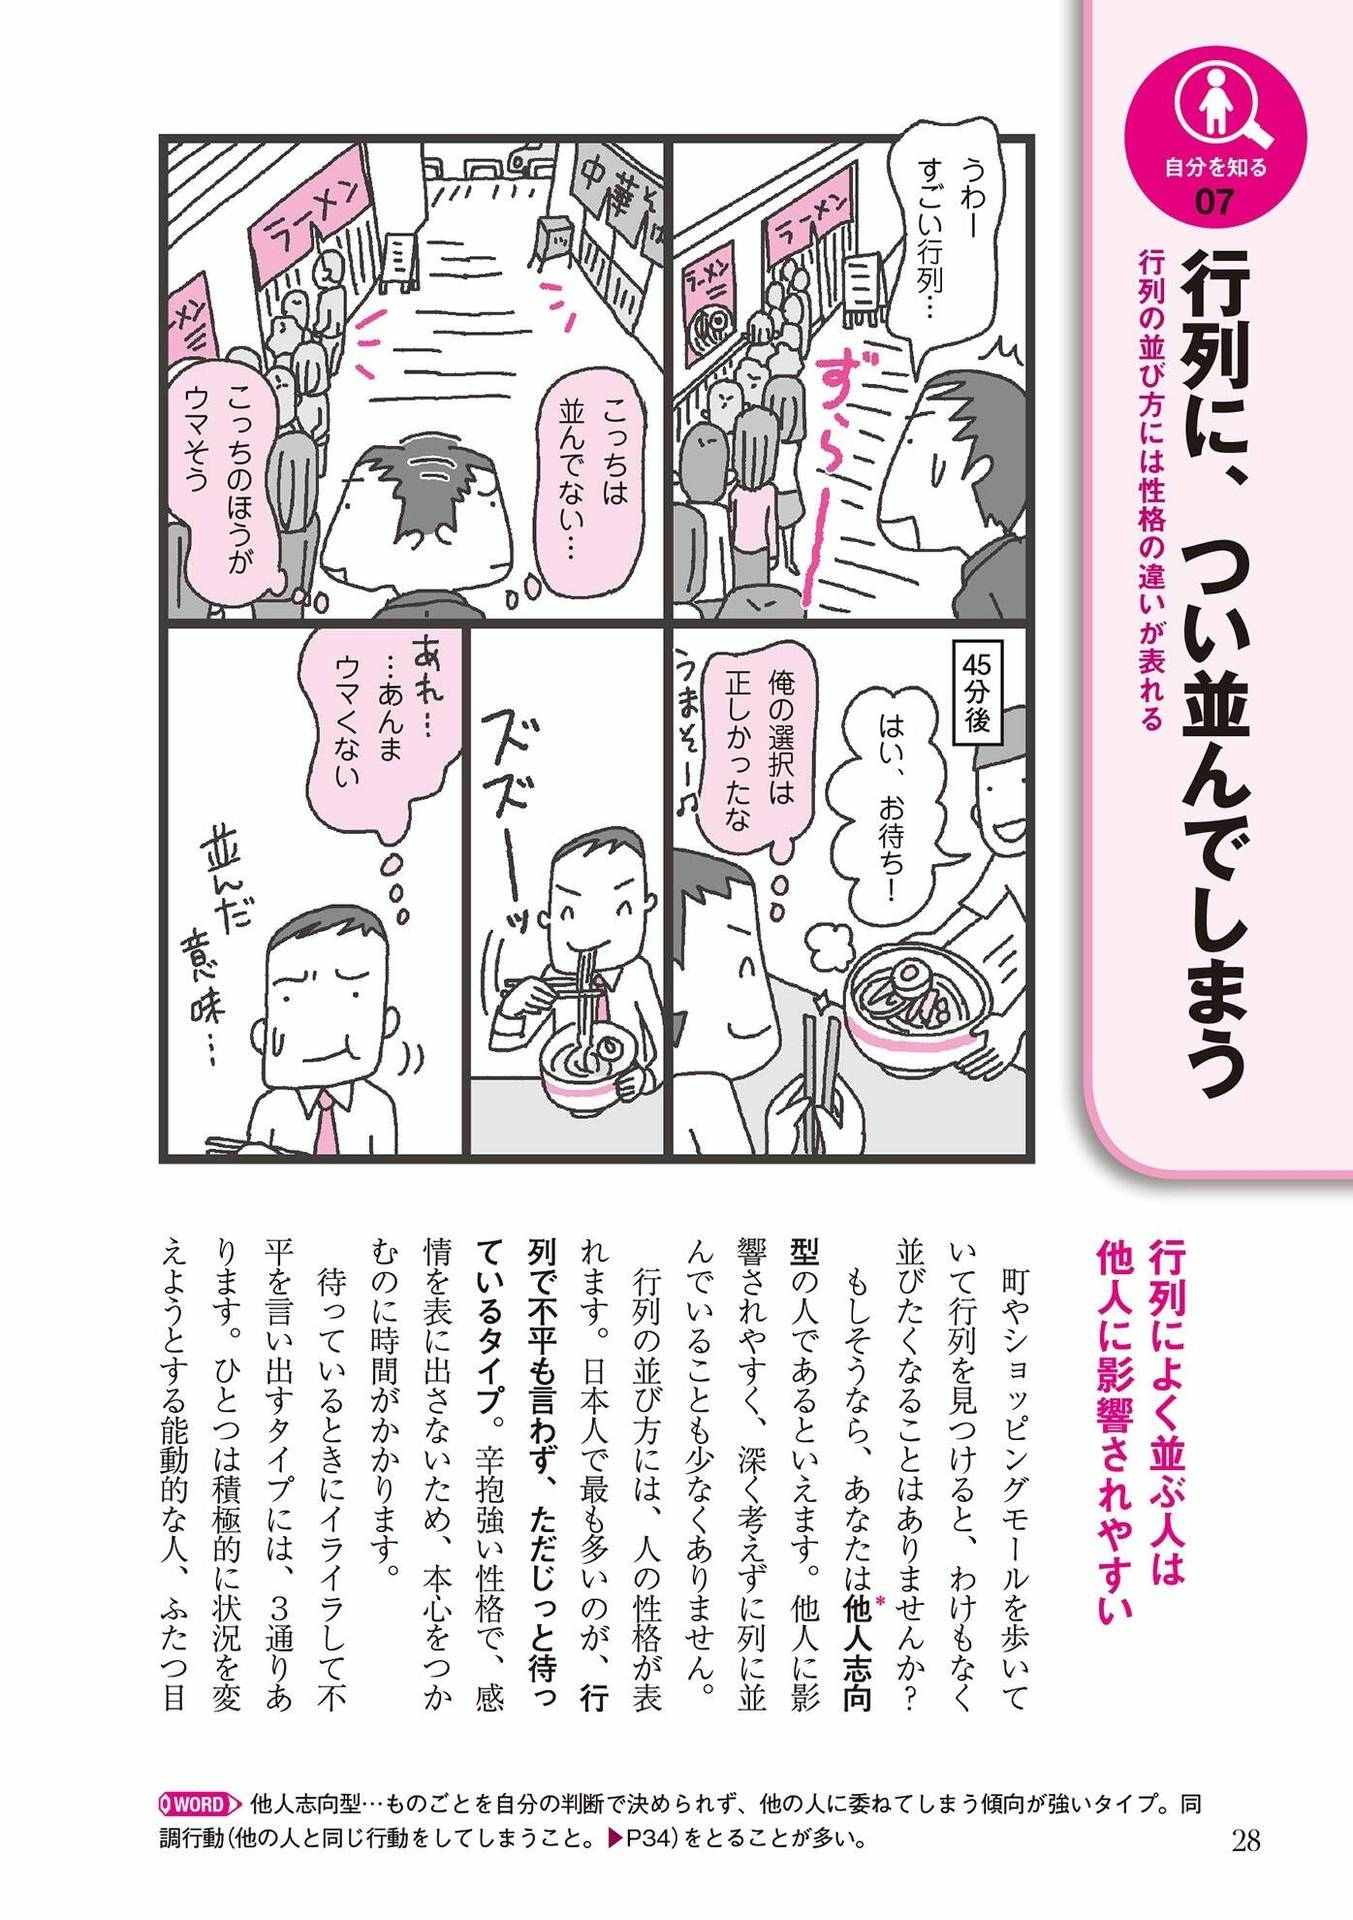 自分を知る
07
行列に、つい並んでしまう
行列の並び方には性格の違いが表れる
うわー
すごい行列…
ラーメン
ラーメン
ず、らーー
ラーメン
ラーメン
中華そば
こっちは
並んでない…
こっちのほうが
ウマそう
45分後
はい、お待ち!
俺の選択は
正しかったな
うまそー♪
ズズーッ
あれ…
…あんま
ウマくない
並んだ
意味…
行列によく並ぶ人は
他人に影響されやすい
町やショッピングモールを歩いて
いて行列を見つけると、わけもなく
並びたくなることはありませんか?
もしそうなら、あなたは他人志向*
型の人であるといえます。他人に影
響されやすく、深く考えずに列に並
んでいることも少なくありません。
行列の並び方には、人の性格が表
れます。日本人で最も多いのが、行
列で不平も言わず、ただじっと待っ
ているタイプ。辛抱強い性格で、感
情を表に出さないため、本心をつか
むのに時間がかかります。
待っているときにイライラして不
平を言い出すタイプには、3通りあ
ります。ひとつは積極的に状況を変
えようとする能動的な人、ふたつ目
WORD 他人志向型…ものごとを自分の判断で決められず、他の人に委ねてしまう傾向が強いタイプ。同
調行動(他の人と同じ行動をしてしまうこと。▶P34)をとることが多い。
28